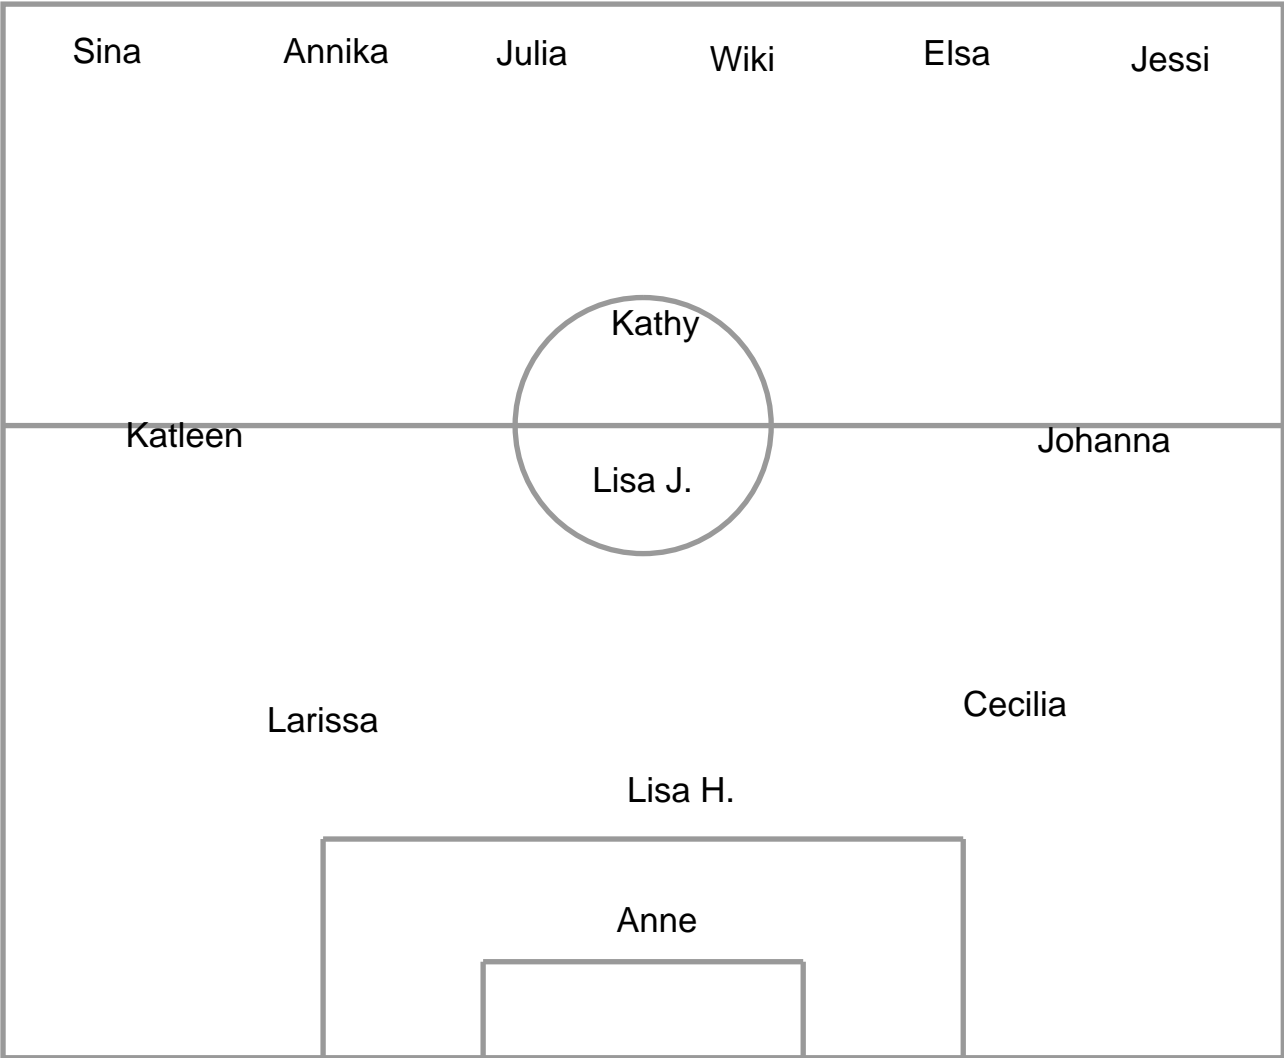 Sina Annika Julia Wiki Elsa Jessi
Kathy
Katleen Johanna
Lisa J.
Larissa Cecilia
Lisa H.
Anne